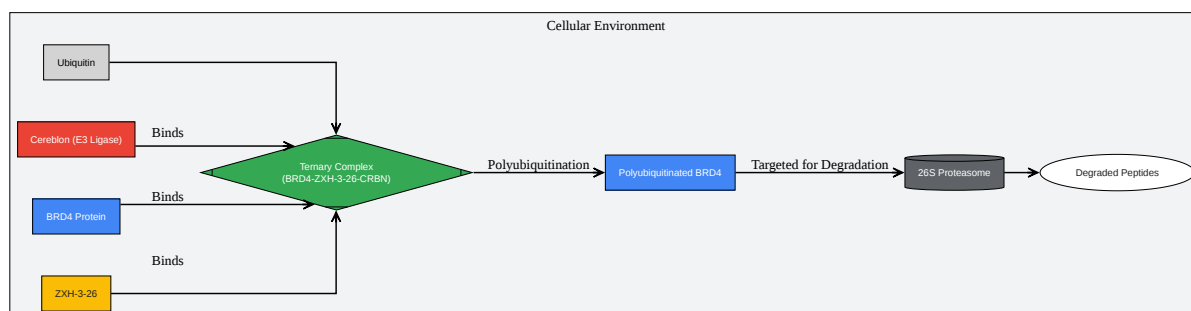 Cellular Environment
Ubiquitin
Cereblon (E3 Ligase)
Binds
Ternary Complex
(BRD4-ZXH-3-26-CRBN)
Polyubiquitination
Polyubiquitinated BRD4
Targeted for Degradation
26S Proteasome
Degraded Peptides
BRD4 Protein
Binds
Binds
ZXH-3-26